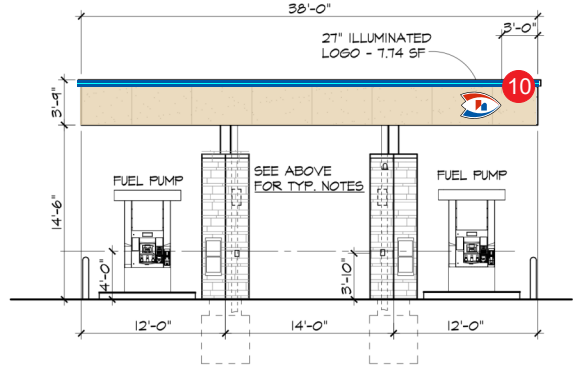 38'-0"
3'-0"
27" ILLUMINATED
LOGO - 7.74 SF
10
3'-9"
SEE ABOVE
FOR TYP. NOTES
FUEL PUMP
FUEL PUMP
14'-6"
4'-0"
3'-10"
12'-0"
14'-0"
12'-0"